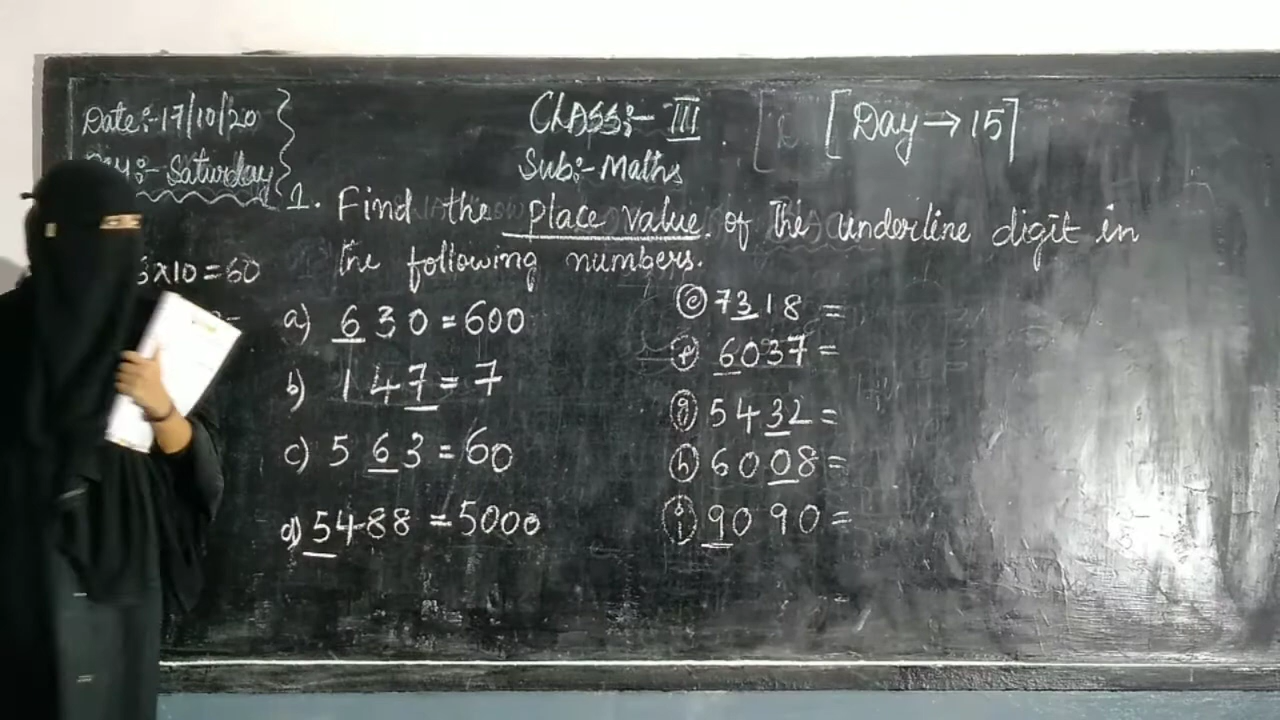 Date:-17/10/20
Day:- Saturday
CLASS:- III
Sub:-Maths
[Day→15]
1. Find the place value. of the underline digit in
the following numbers.
6x10=60
a) 630=600
b) 147=7
c) 563=60
d) 5488=5000
e 7318=
f 6037=
g 5432=
h 6008=
i 9090=